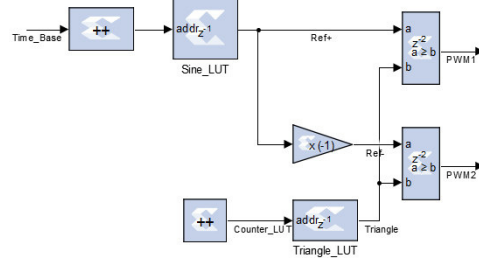 Time_Base
++
addr z⁻¹
Sine_LUT
Ref+
a
b
z⁻²
a ≥ b
PWM1
x (-1)
Ref-
a
b
z⁻²
a ≥ b
PWM2
++
Counter_LUT
addr z⁻¹
Triangle_LUT
Triangle